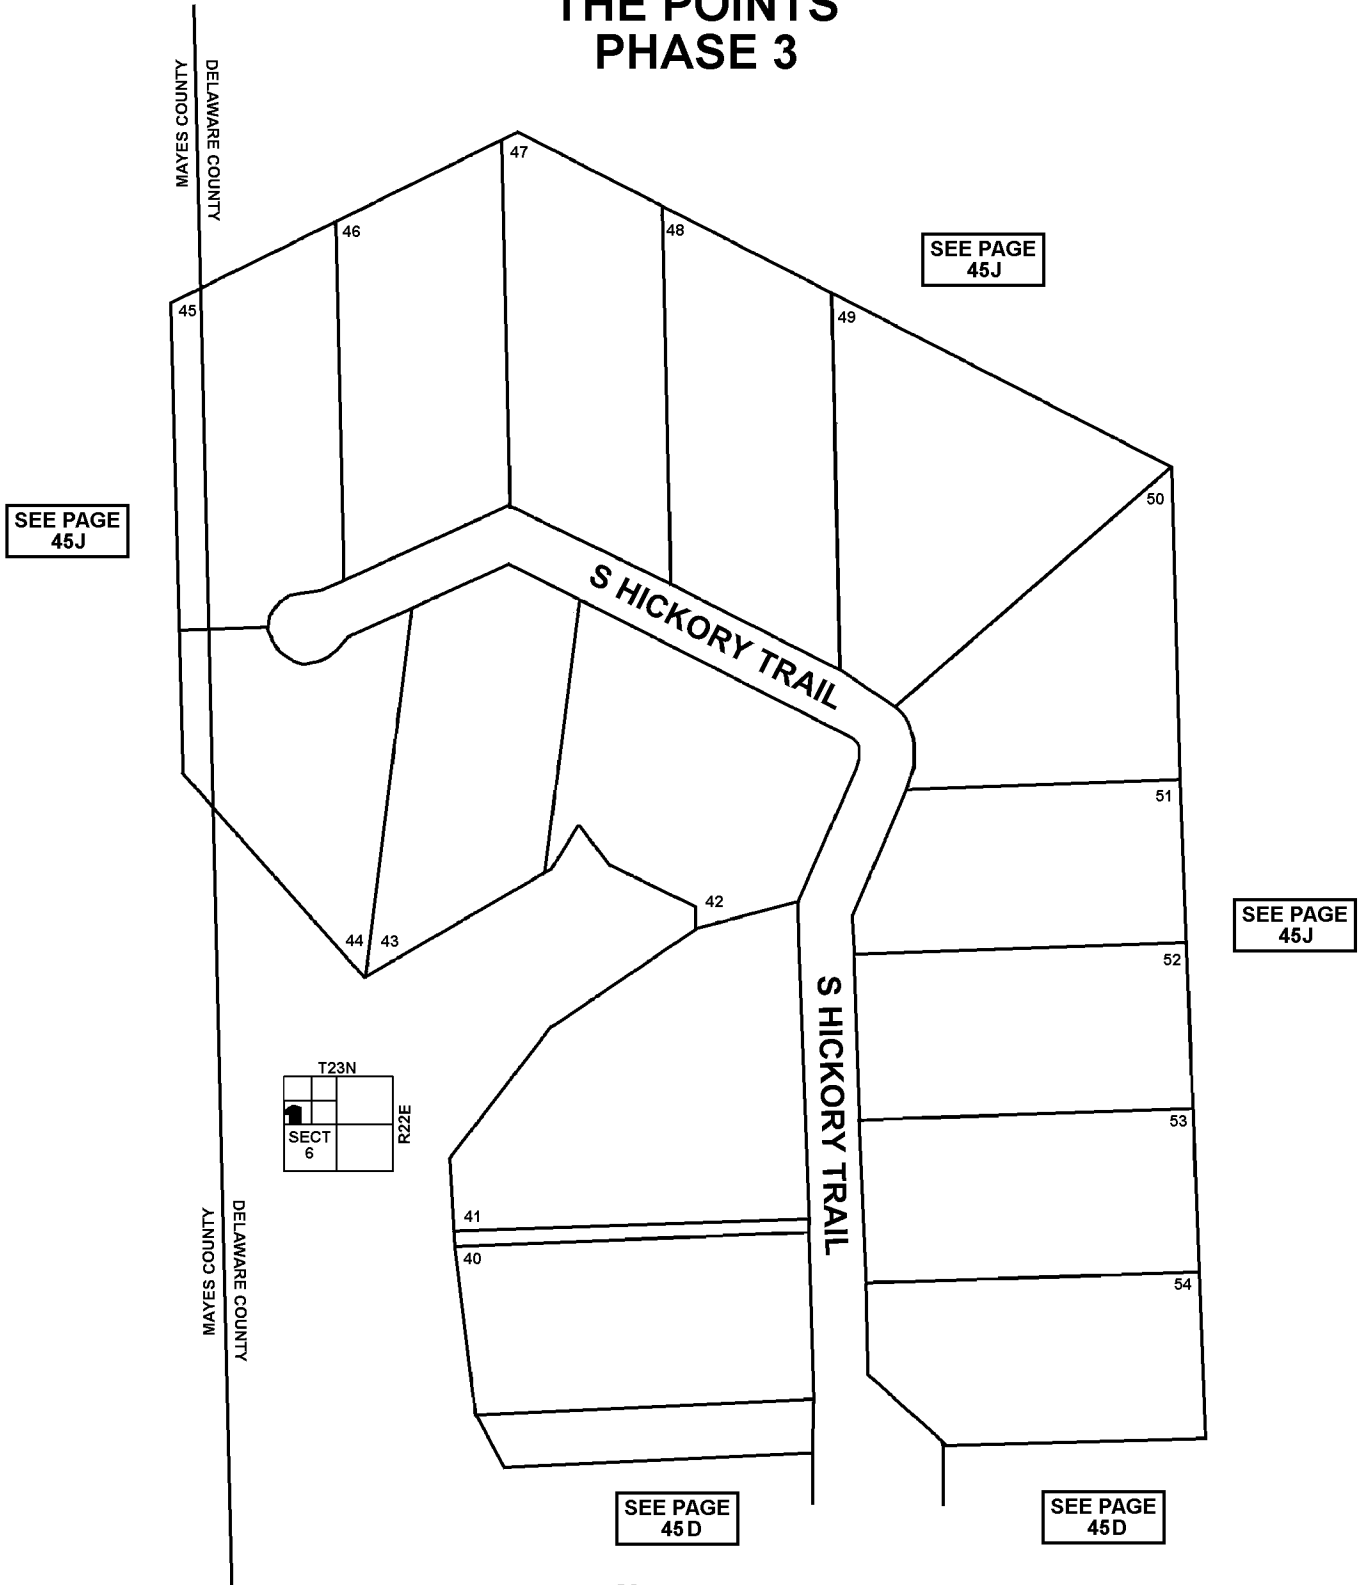 THE POINTS
PHASE 3
MAYES COUNTY
DELAWARE COUNTY
47
46
48
SEE PAGE
45J
45
49
50
SEE PAGE
45J
S HICKORY TRAIL
51
42
SEE PAGE
45J
44
43
52
S HICKORY TRAIL
T23N
R22E
SECT
6
53
41
40
54
MAYES COUNTY
DELAWARE COUNTY
SEE PAGE
45D
SEE PAGE
45D